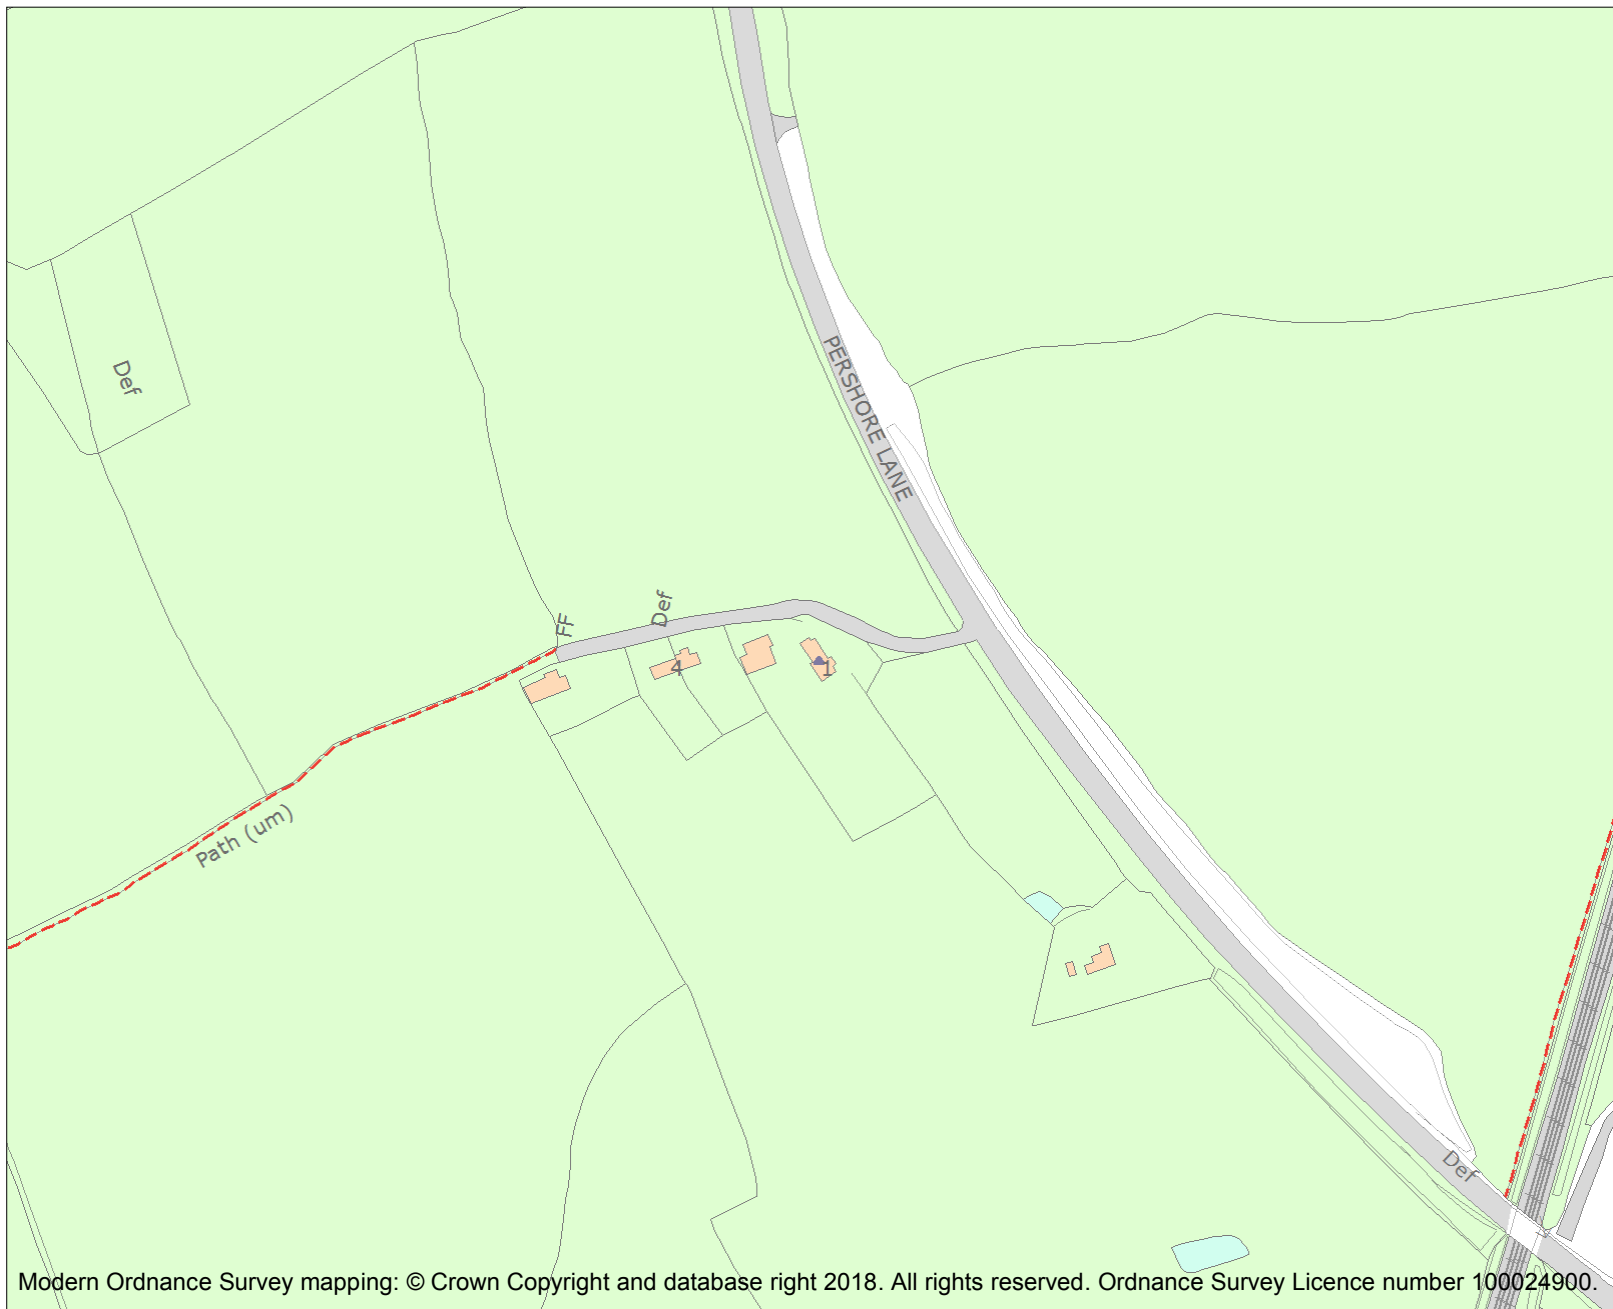 Def
PERSHORE LANE
FF
Def
4
1
Path (um)
Def
Modern Ordnance Survey mapping: © Crown Copyright and database right 2018. All rights reserved. Ordnance Survey Licence number 100024900.